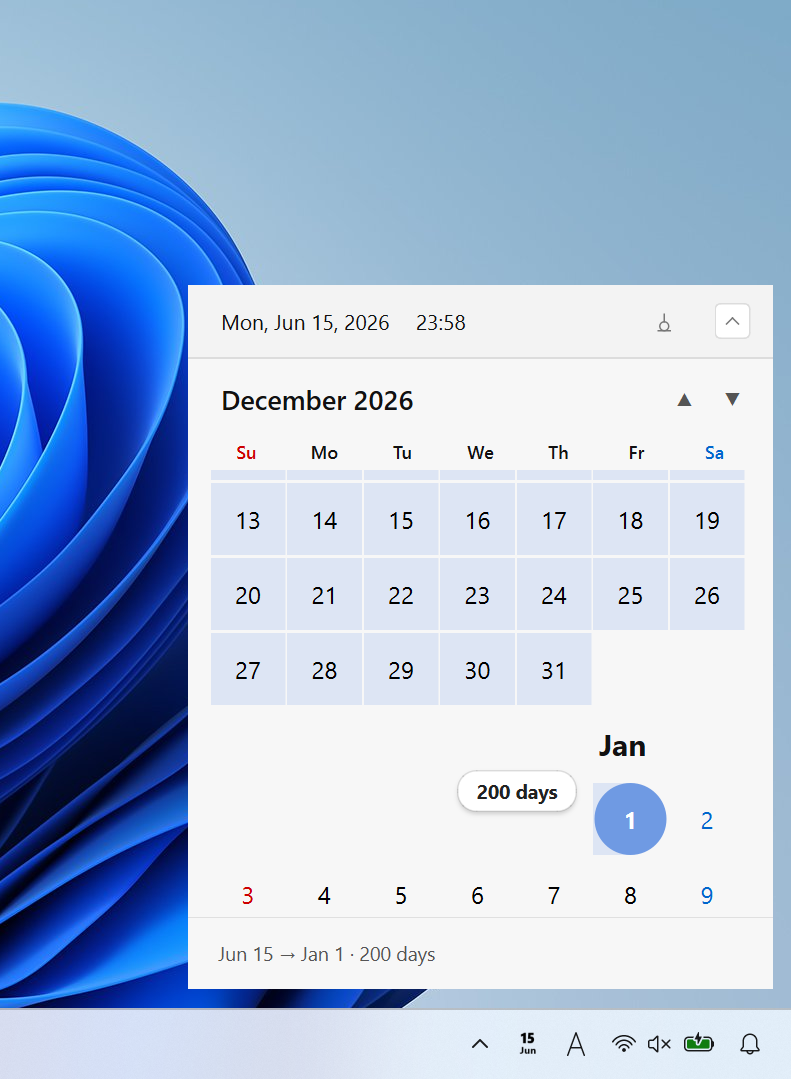 Mon, Jun 15, 2026 23:58
December 2026 ▲ ▼
Su Mo Tu We Th Fr Sa
13 14 15 16 17 18 19
20 21 22 23 24 25 26
27 28 29 30 31
Jan
200 days
1 2
3 4 5 6 7 8 9
Jun 15 → Jan 1 · 200 days
15
Jun
A